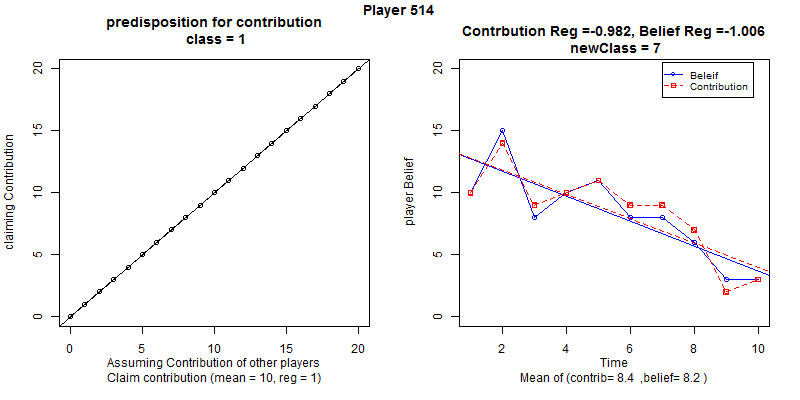 Player 514
predisposition for contribution
class = 1
claiming Contribution
20
15
10
5
0
0 5 10 15 20
Assuming Contribution of other players
Claim contribution (mean = 10, reg = 1)
Contrbution Reg =-0.982, Belief Reg =-1.006
newClass = 7
Beleif
Contribution
player Belief
20
15
10
5
0
2 4 6 8 10
Time
Mean of (contrib= 8.4 ,belief= 8.2 )